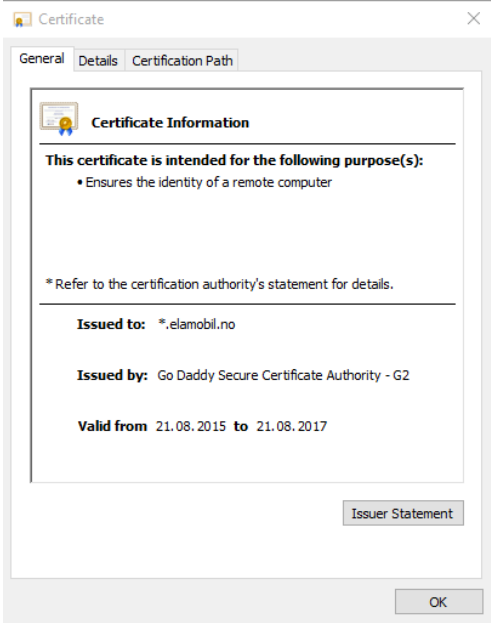 Certificate
General Details Certification Path
Certificate Information
This certificate is intended for the following purpose(s):
• Ensures the identity of a remote computer
* Refer to the certification authority's statement for details.
Issued to: *.elamobil.no
Issued by: Go Daddy Secure Certificate Authority - G2
Valid from 21.08.2015 to 21.08.2017
Issuer Statement
OK